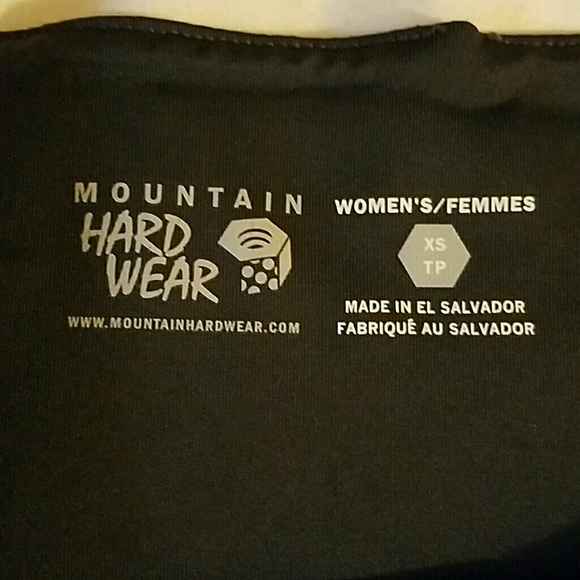 MOUNTAIN
HARD
WEAR
WWW.MOUNTAINHARDWEAR.COM
WOMEN'S/FEMMES
XS
TP
MADE IN EL SALVADOR
FABRIQUÉ AU SALVADOR